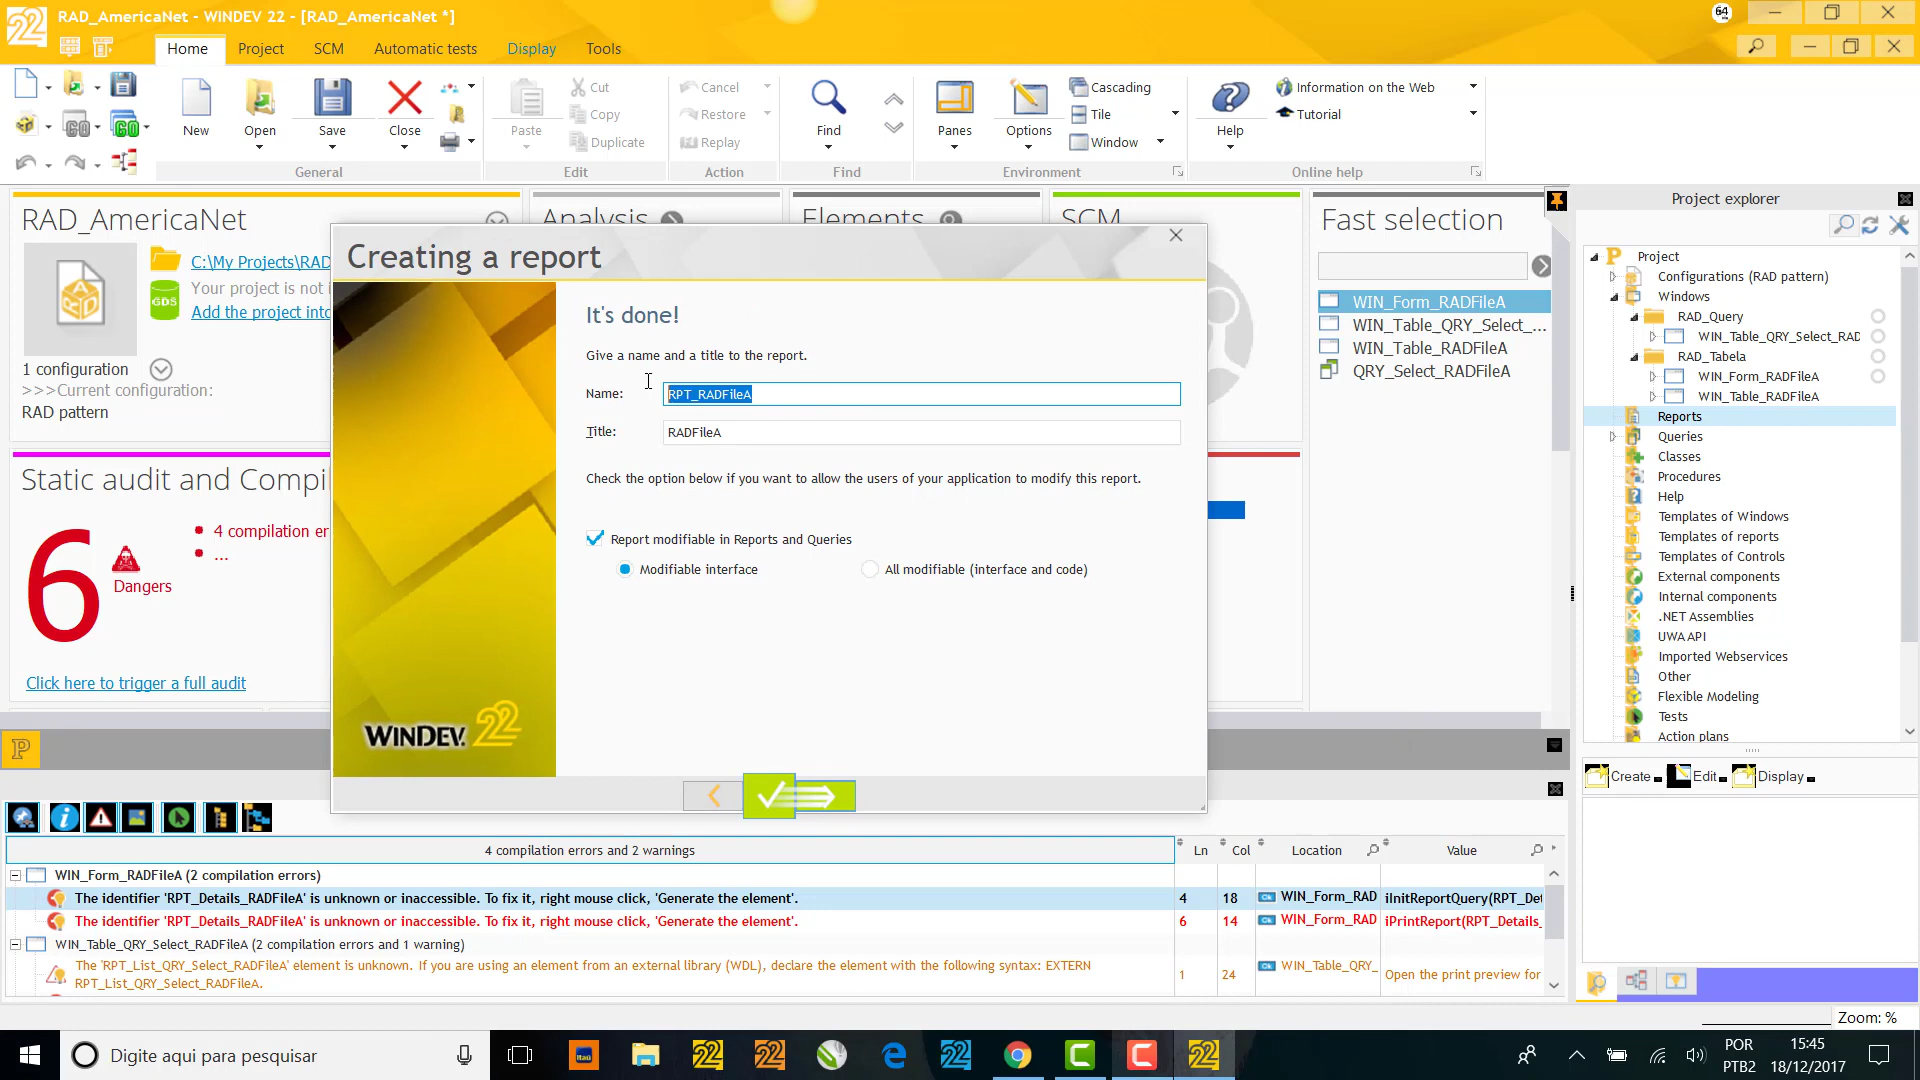 RAD_AmericaNet - WINDEV 22 - [RAD_AmericaNet *]
64
Home Project SCM Automatic tests Display Tools
New Open Save Close Paste Cut Copy Duplicate Cancel Restore Replay Find Panes Options Cascading Tile Window Help Information on the Web Tutorial
General Edit Action Find Environment Online help
RAD_AmericaNet
C:\My Projects\RAD
Your project is not i
Add the project into
GDS
1 configuration
>>>Current configuration:
RAD pattern
Analysis
Elements
SCM
Fast selection
WIN_Form_RADFileA
WIN_Table_QRY_Select_...
WIN_Table_RADFileA
QRY_Select_RADFileA
Static audit and Compi
6
Dangers
4 compilation er
...
Click here to trigger a full audit
Creating a report
It's done!
Give a name and a title to the report.
Name: RPT_RADFileA
Title: RADFileA
Check the option below if you want to allow the users of your application to modify this report.
Report modifiable in Reports and Queries
Modifiable interface
All modifiable (interface and code)
WINDEV. 22
Project explorer
Project
Configurations (RAD pattern)
Windows
RAD_Query
WIN_Table_QRY_Select_RAD
RAD_Tabela
WIN_Form_RADFileA
WIN_Table_RADFileA
Reports
Queries
Classes
Procedures
Help
Templates of Windows
Templates of reports
Templates of Controls
External components
Internal components
.NET Assemblies
UWA API
Imported Webservices
Other
Flexible Modeling
Tests
Action plans
Create Edit Display
4 compilation errors and 2 warnings Ln Col Location Value
WIN_Form_RADFileA (2 compilation errors)
The identifier 'RPT_Details_RADFileA' is unknown or inaccessible. To fix it, right mouse click, 'Generate the element'. 4 18 WIN_Form_RAD iInitReportQuery(RPT_De
The identifier 'RPT_Details_RADFileA' is unknown or inaccessible. To fix it, right mouse click, 'Generate the element'. 6 14 WIN_Form_RAD iPrintReport(RPT_Details_
WIN_Table_QRY_Select_RADFileA (2 compilation errors and 1 warning)
The 'RPT_List_QRY_Select_RADFileA' element is unknown. If you are using an element from an external library (WDL), declare the element with the following syntax: EXTERN
RPT_List_QRY_Select_RADFileA. 1 24 WIN_Table_QRY_ Open the print preview for
Zoom: %
Digite aqui para pesquisar
POR
PTB2
15:45
18/12/2017